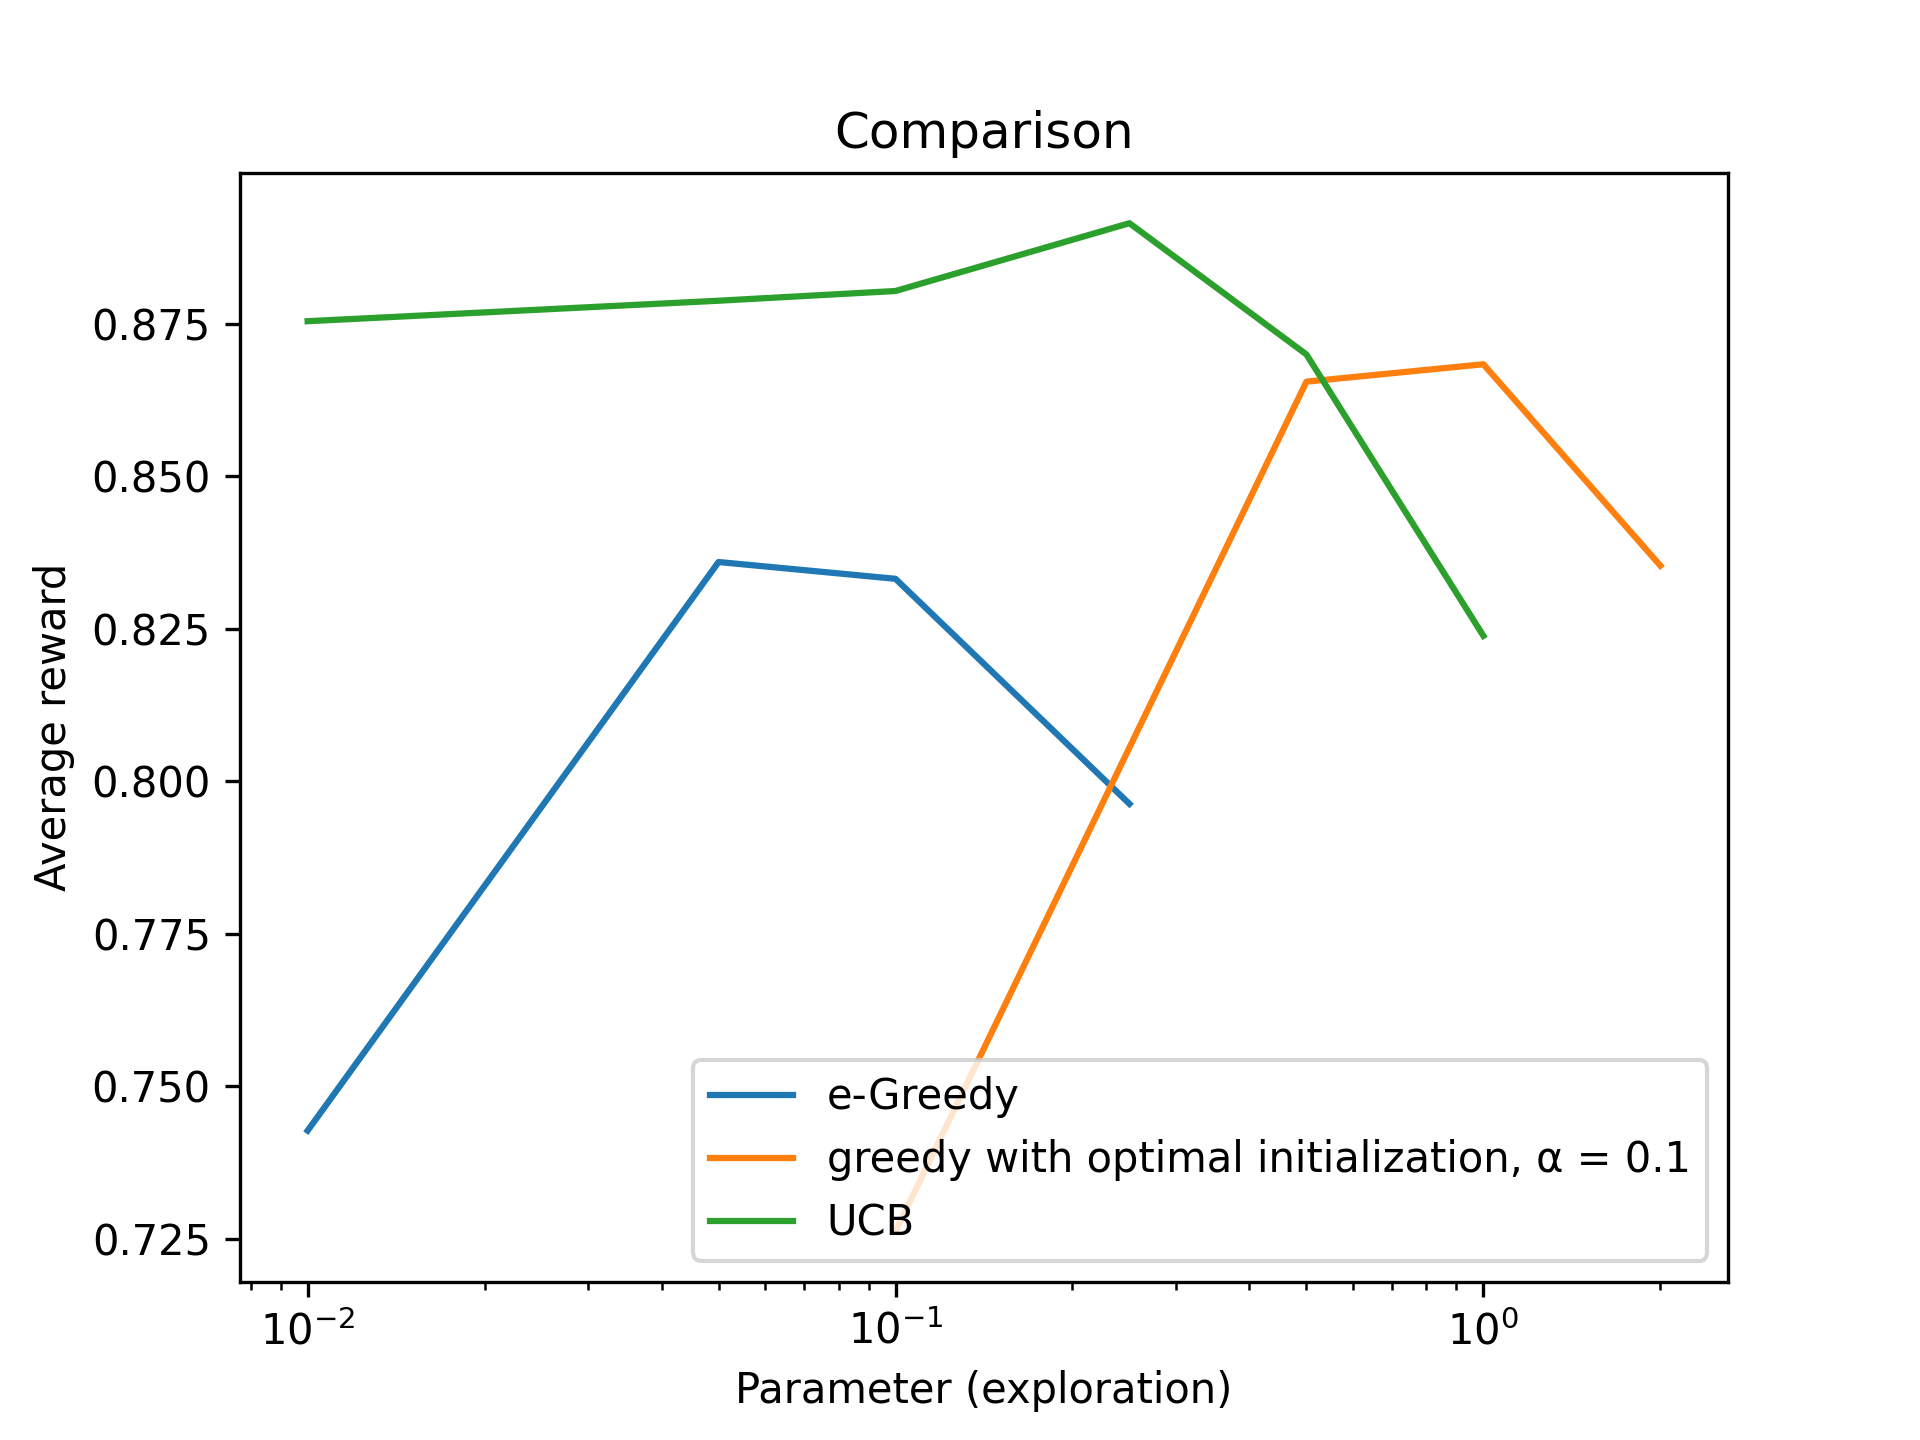 Comparison
Average reward
0.875
0.850
0.825
0.800
0.775
0.750
0.725
e-Greedy
greedy with optimal initialization, α = 0.1
UCB
10⁻² 10⁻¹ 10⁰
Parameter (exploration)